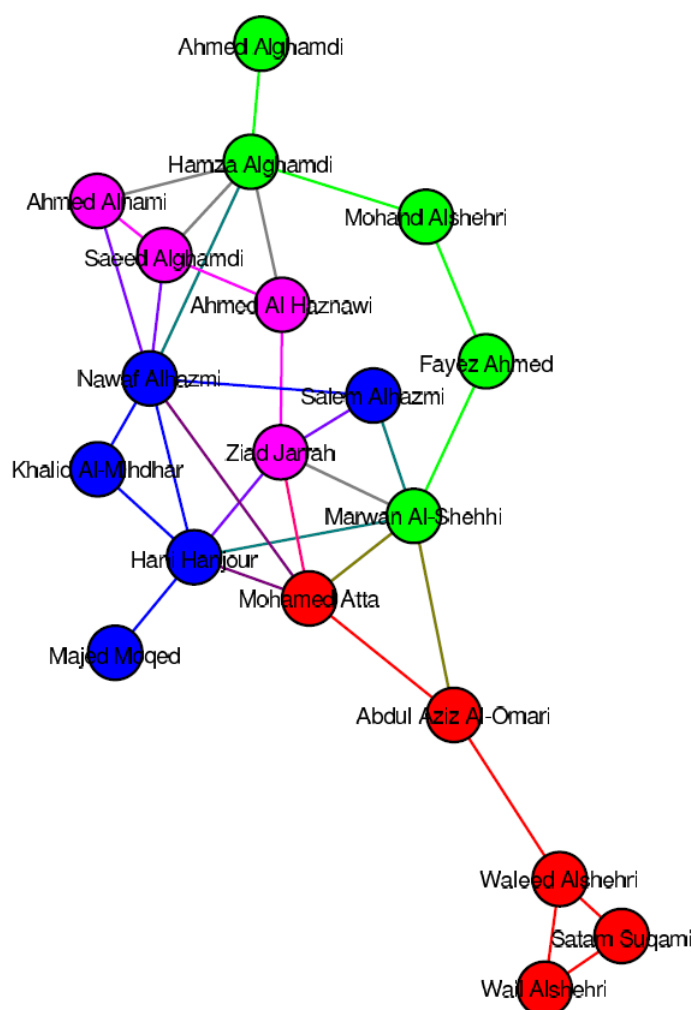 Ahmed Alghamdi
Hamza Alghamdi
Ahmed Alnami
Mohand Alshehri
Saeed Alghamdi
Ahmed Al Haznawi
Fayez Ahmed
Nawaf Alhazmi
Salem Alhazmi
Ziad Jarrah
Khalid Al-Mihdhar
Marwan Al-Shehhi
Hani Hanjour
Mohamed Atta
Majed Moqed
Abdul Aziz Al-Omari
Waleed Alshehri
Satam Suqami
Wail Alshehri